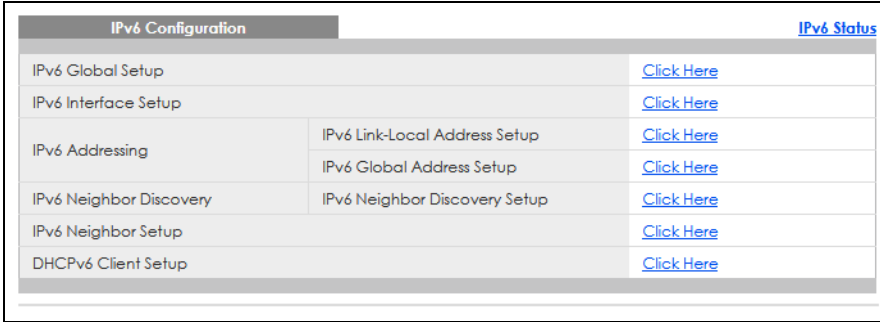 IPv6 Configuration IPv6 Status
IPv6 Global Setup Click Here
IPv6 Interface Setup Click Here
IPv6 Addressing IPv6 Link-Local Address Setup Click Here
IPv6 Global Address Setup Click Here
IPv6 Neighbor Discovery IPv6 Neighbor Discovery Setup Click Here
IPv6 Neighbor Setup Click Here
DHCPv6 Client Setup Click Here